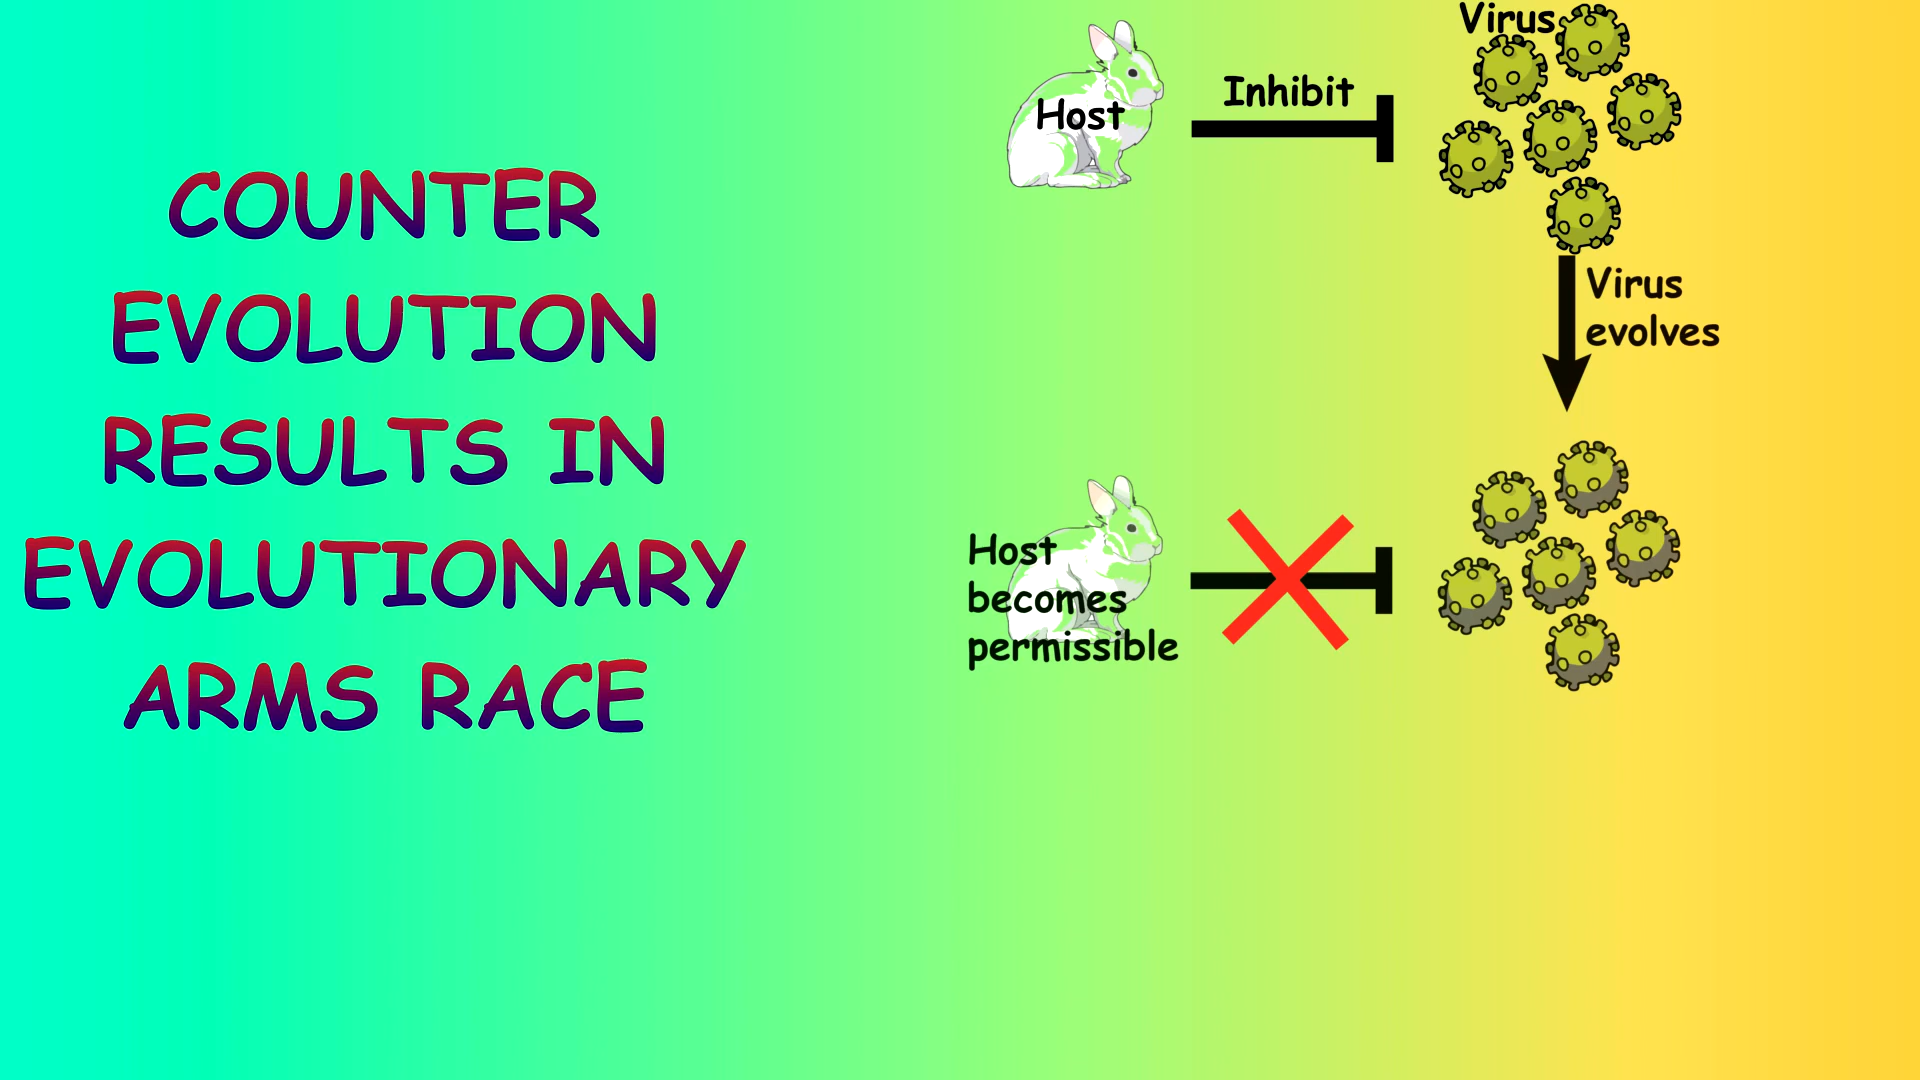 COUNTER
EVOLUTION
RESULTS IN
EVOLUTIONARY
ARMS RACE
Virus
Inhibit
Host
Virus
evolves
Host
becomes
permissible